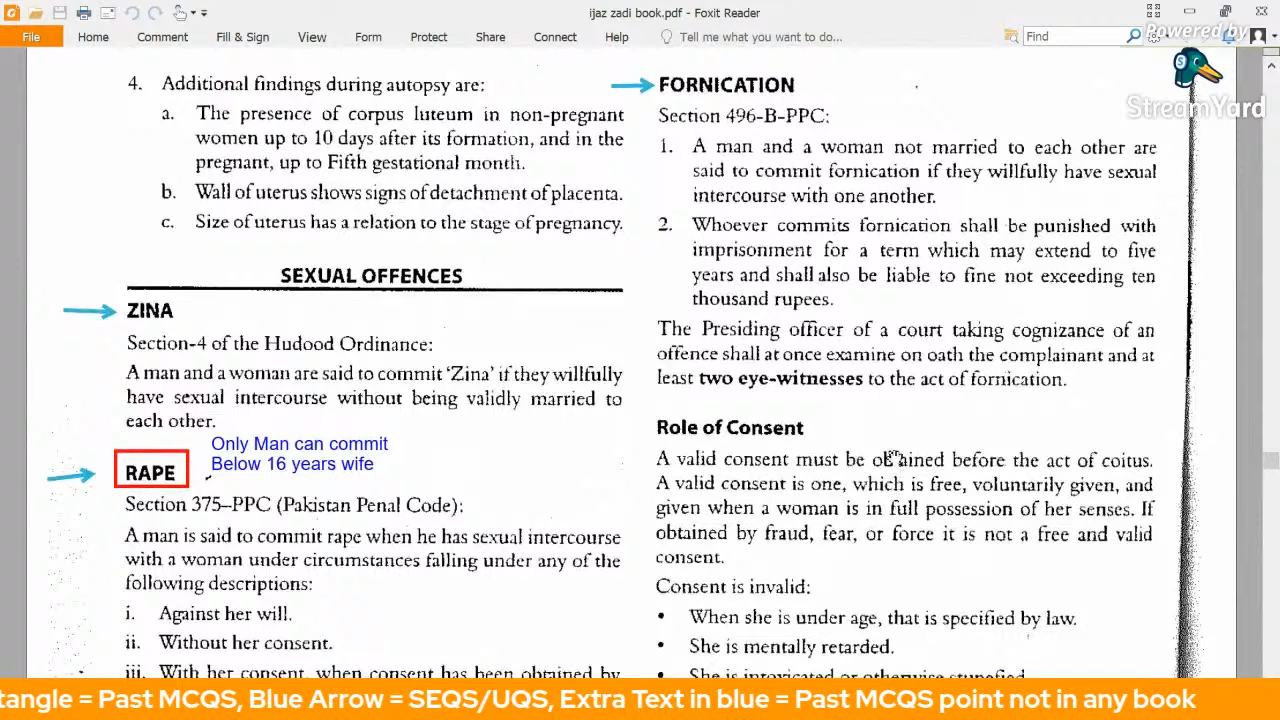 ijaz zadi book.pdf - Foxit Reader
File Home Comment Fill & Sign View Form Protect Share Connect Help Tell me what you want to do... Find
Powered by
StreamYard
4. Additional findings during autopsy are:
a. The presence of corpus luteum in non-pregnant
women up to 10 days after its formation, and in the
pregnant, up to Fifth gestational month.
b. Wall of uterus shows signs of detachment of placenta.
c. Size of uterus has a relation to the stage of pregnancy.
SEXUAL OFFENCES
ZINA
Section-4 of the Hudood Ordinance:
A man and a woman are said to commit ‘Zina’ if they willfully
have sexual intercourse without being validly married to
each other.
Only Man can commit
Below 16 years wife
RAPE
Section 375–PPC (Pakistan Penal Code):
A man is said to commit rape when he has sexual intercourse
with a woman under circumstances falling under any of the
following descriptions:
i. Against her will.
ii. Without her consent.
iii. With her consent, when consent has been obtained by
FORNICATION
Section 496-B-PPC:
1. A man and a woman not married to each other are
said to commit fornication if they willfully have sexual
intercourse with one another.
2. Whoever commits fornication shall be punished with
imprisonment for a term which may extend to five
years and shall also be liable to fine not exceeding ten
thousand rupees.
The Presiding officer of a court taking cognizance of an
offence shall at once examine on oath the complainant and at
least two eye-witnesses to the act of fornication.
Role of Consent
A valid consent must be obtained before the act of coitus.
A valid consent is one, which is free, voluntarily given, and
given when a woman is in full possession of her senses. If
obtained by fraud, fear, or force it is not a free and valid
consent.
Consent is invalid:
• When she is under age, that is specified by law.
• She is mentally retarded.
• She is intoxicated or otherwise stupefied.
tangle = Past MCQS, Blue Arrow = SEQS/UQS, Extra Text in blue = Past MCQS point not in any book